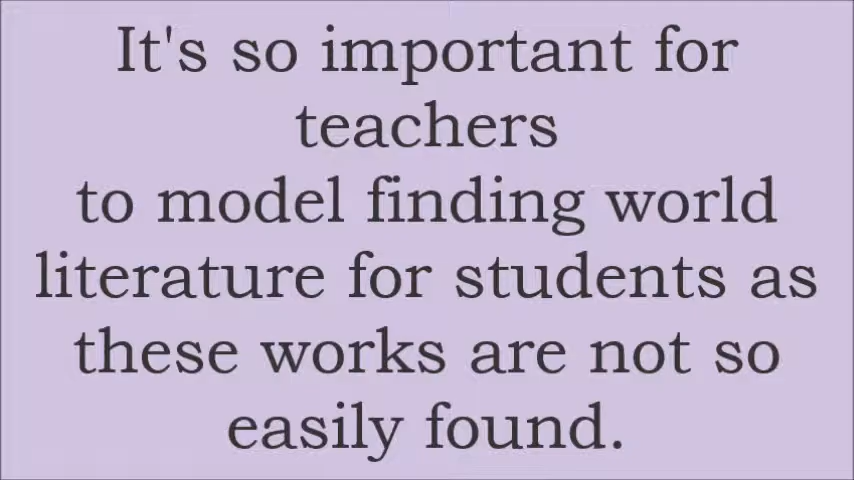 It's so important for
teachers
to model finding world
literature for students as
these works are not so
easily found.